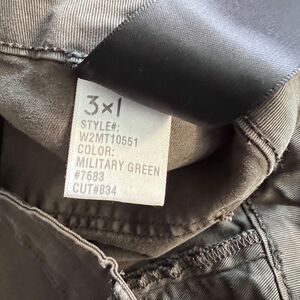 3x1
STYLE#:
W2MT10551
COLOR:
MILITARY GREEN
#7683
CUT#834